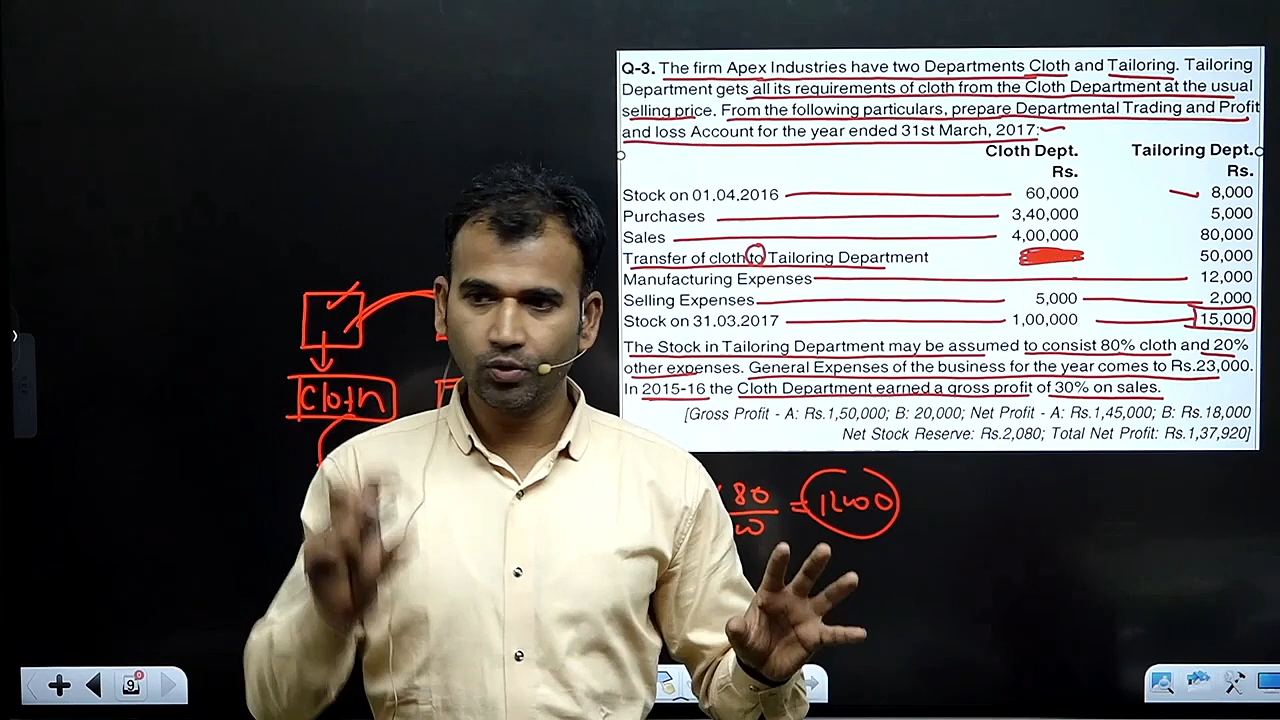 Q-3. The firm Apex Industries have two Departments Cloth and Tailoring. Tailoring
Department gets all its requirements of cloth from the Cloth Department at the usual
selling price. From the following particulars, prepare Departmental Trading and Profit
and loss Account for the year ended 31st March, 2017:
Cloth Dept. Tailoring Dept.
Rs. Rs.
Stock on 01.04.2016 60,000 8,000
Purchases 3,40,000 5,000
Sales 4,00,000 80,000
Transfer of cloth to Tailoring Department 50,000
Manufacturing Expenses 12,000
Selling Expenses 5,000 2,000
Stock on 31.03.2017 1,00,000 15,000
The Stock in Tailoring Department may be assumed to consist 80% cloth and 20%
other expenses. General Expenses of the business for the year comes to Rs.23,000.
In 2015-16 the Cloth Department earned a gross profit of 30% on sales.
[Gross Profit - A: Rs.1,50,000; B: 20,000; Net Profit - A: Rs.1,45,000; B: Rs.18,000
Net Stock Reserve: Rs.2,080; Total Net Profit: Rs.1,37,920]
Cloth
80
=
9